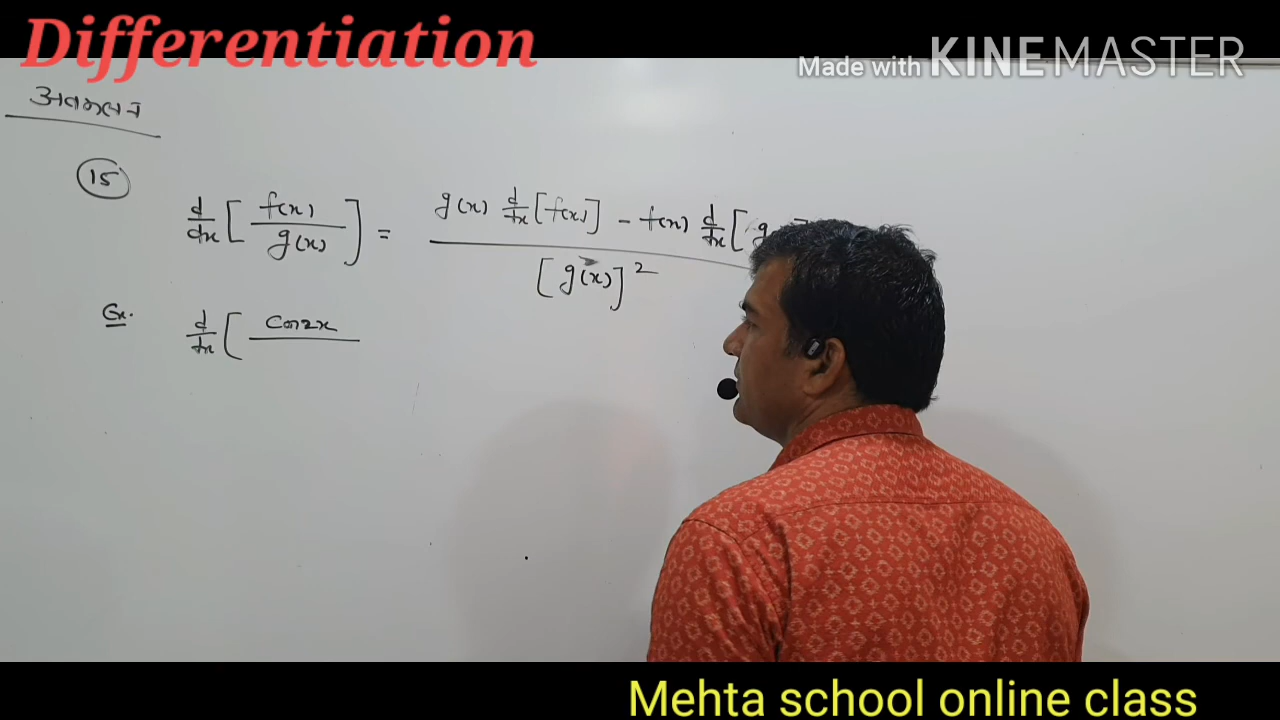 Differentiation
Made with KINEMASTER
अवकलन
15
d/dx [ f(x) / g(x) ] = g(x) d/dx [f(x)] - f(x) d/dx [g / [g(x)]²
Ex. d/dx [ cos2x
Mehta school online class